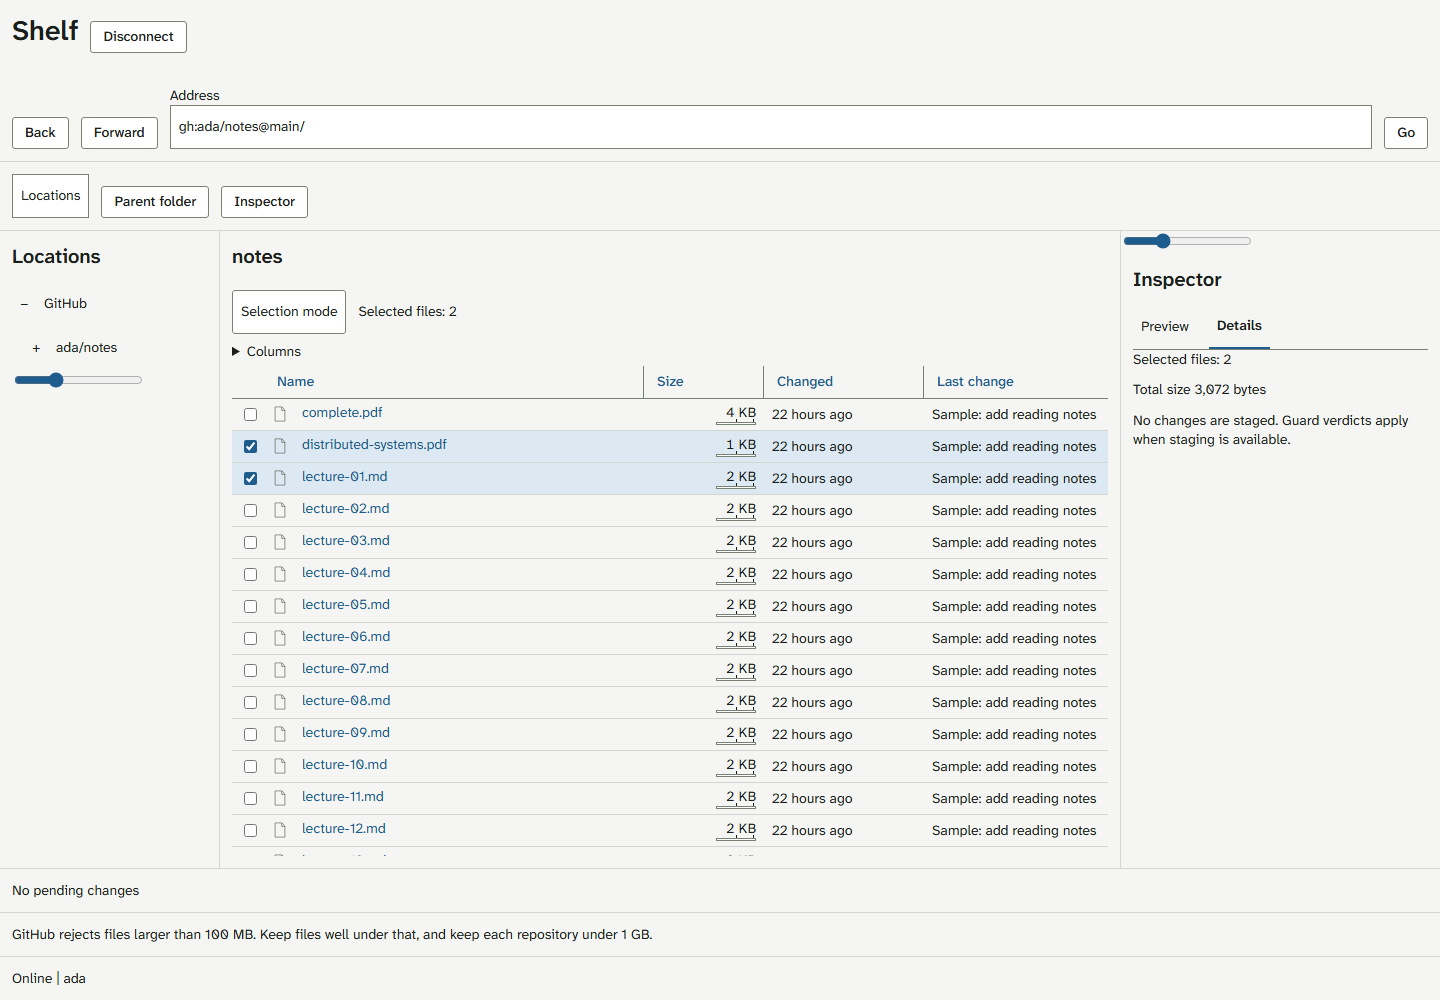 Shelf
Disconnect
Address
Back
Forward
gh:ada/notes@main/
Go
Locations
Parent folder
Inspector
Locations
– GitHub
+ ada/notes
notes
Selection mode
Selected files: 2
Columns
Name Size Changed Last change
complete.pdf 4 KB 22 hours ago Sample: add reading notes
distributed-systems.pdf 1 KB 22 hours ago Sample: add reading notes
lecture-01.md 2 KB 22 hours ago Sample: add reading notes
lecture-02.md 2 KB 22 hours ago Sample: add reading notes
lecture-03.md 2 KB 22 hours ago Sample: add reading notes
lecture-04.md 2 KB 22 hours ago Sample: add reading notes
lecture-05.md 2 KB 22 hours ago Sample: add reading notes
lecture-06.md 2 KB 22 hours ago Sample: add reading notes
lecture-07.md 2 KB 22 hours ago Sample: add reading notes
lecture-08.md 2 KB 22 hours ago Sample: add reading notes
lecture-09.md 2 KB 22 hours ago Sample: add reading notes
lecture-10.md 2 KB 22 hours ago Sample: add reading notes
lecture-11.md 2 KB 22 hours ago Sample: add reading notes
lecture-12.md 2 KB 22 hours ago Sample: add reading notes
Inspector
Preview Details
Selected files: 2
Total size 3,072 bytes
No changes are staged. Guard verdicts apply
when staging is available.
No pending changes
GitHub rejects files larger than 100 MB. Keep files well under that, and keep each repository under 1 GB.
Online | ada